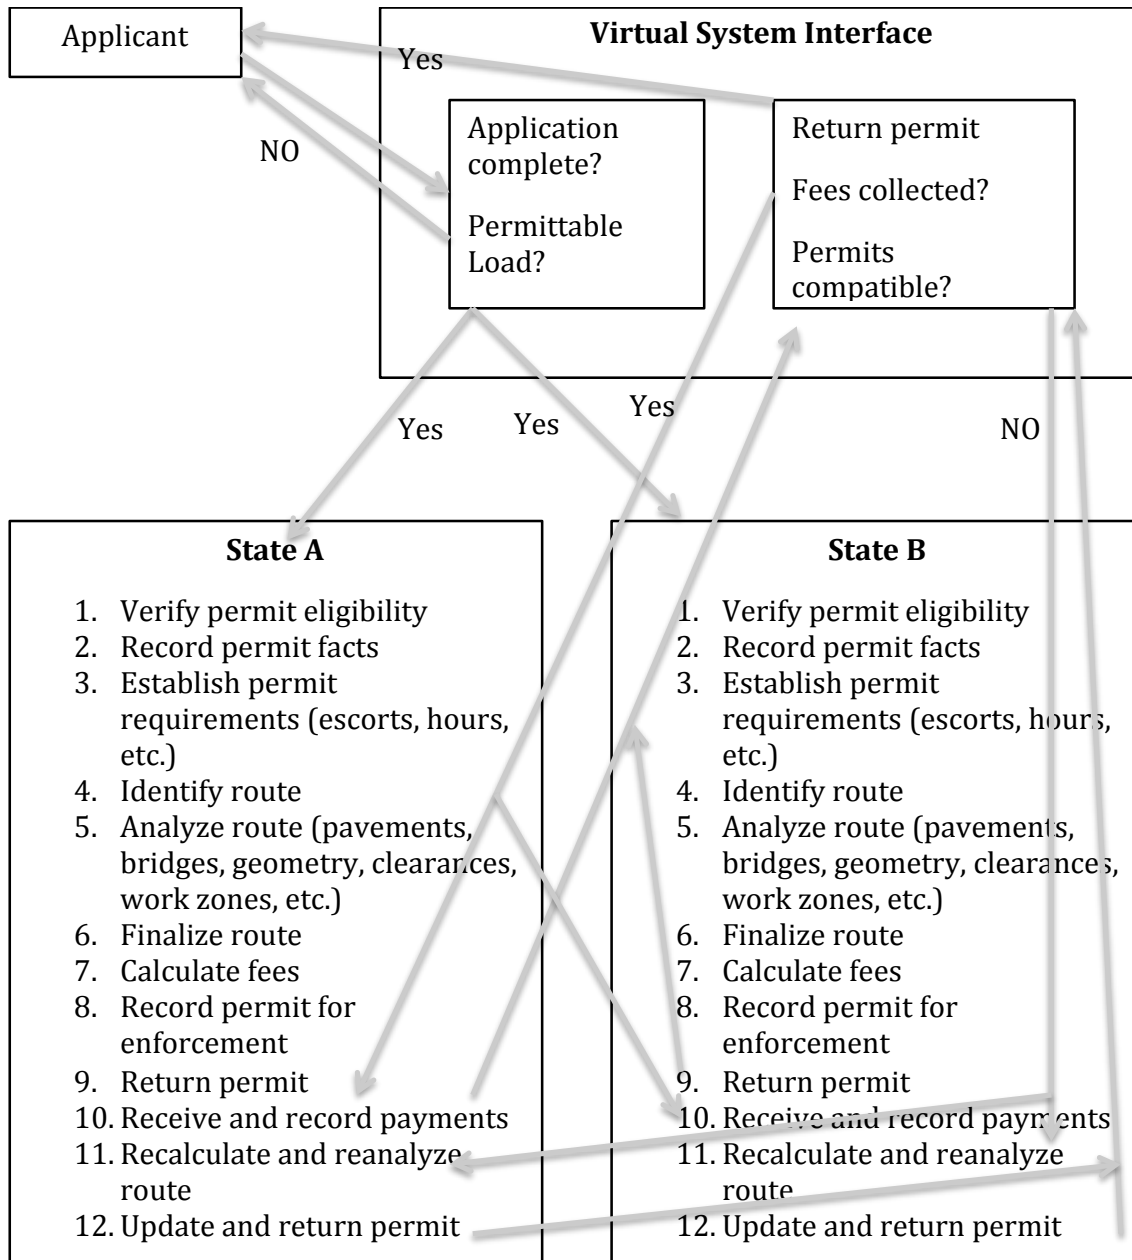 Applicant
Virtual System Interface
Yes
NO
Application
complete?
Permittable
Load?
Return permit
Fees collected?
Permits
compatible?
Yes
Yes
Yes
NO
State A
1. Verify permit eligibility
2. Record permit facts
3. Establish permit
requirements (escorts, hours,
etc.)
4. Identify route
5. Analyze route (pavements,
bridges, geometry, clearances,
work zones, etc.)
6. Finalize route
7. Calculate fees
8. Record permit for
enforcement
9. Return permit
10. Receive and record payments
11. Recalculate and reanalyze
route
12. Update and return permit
State B
1. Verify permit eligibility
2. Record permit facts
3. Establish permit
requirements (escorts, hours,
etc.)
4. Identify route
5. Analyze route (pavements,
bridges, geometry, clearances,
work zones, etc.)
6. Finalize route
7. Calculate fees
8. Record permit for
enforcement
9. Return permit
10. Receive and record payments
11. Recalculate and reanalyze
route
12. Update and return permit